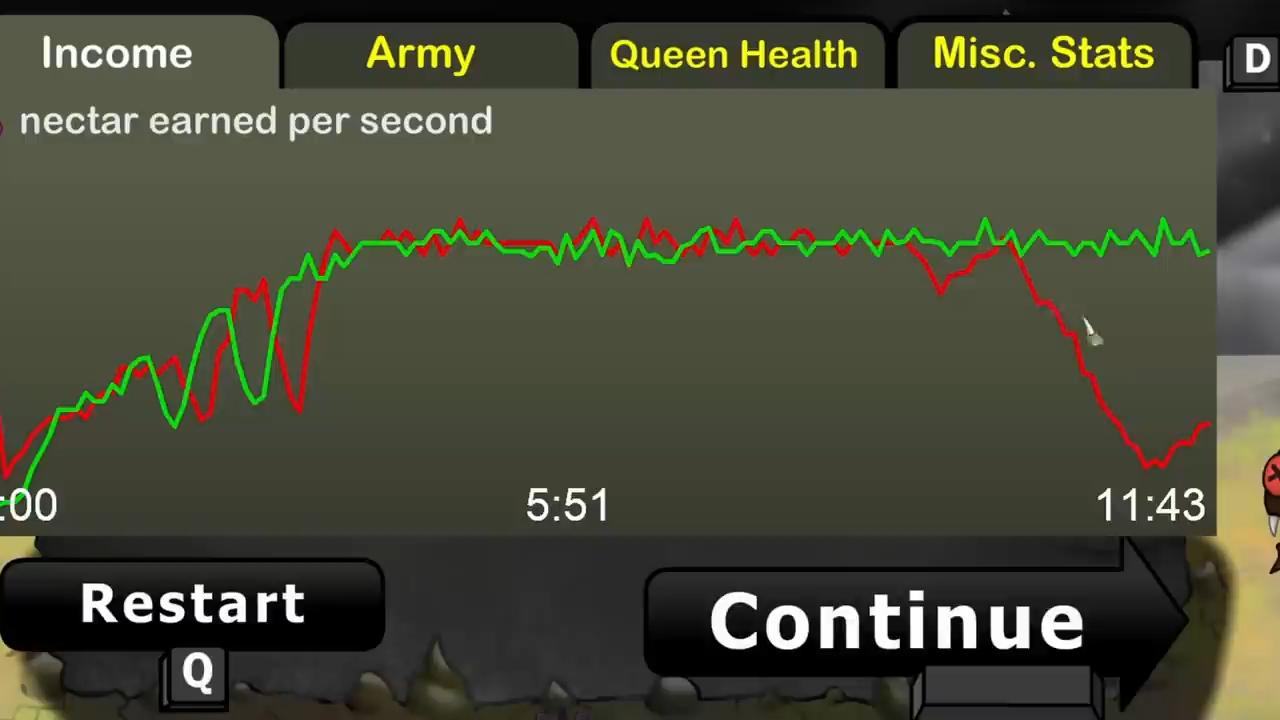 Income
Army
Queen Health
Misc. Stats
D
nectar earned per second
:00
5:51
11:43
Restart
Continue
Q